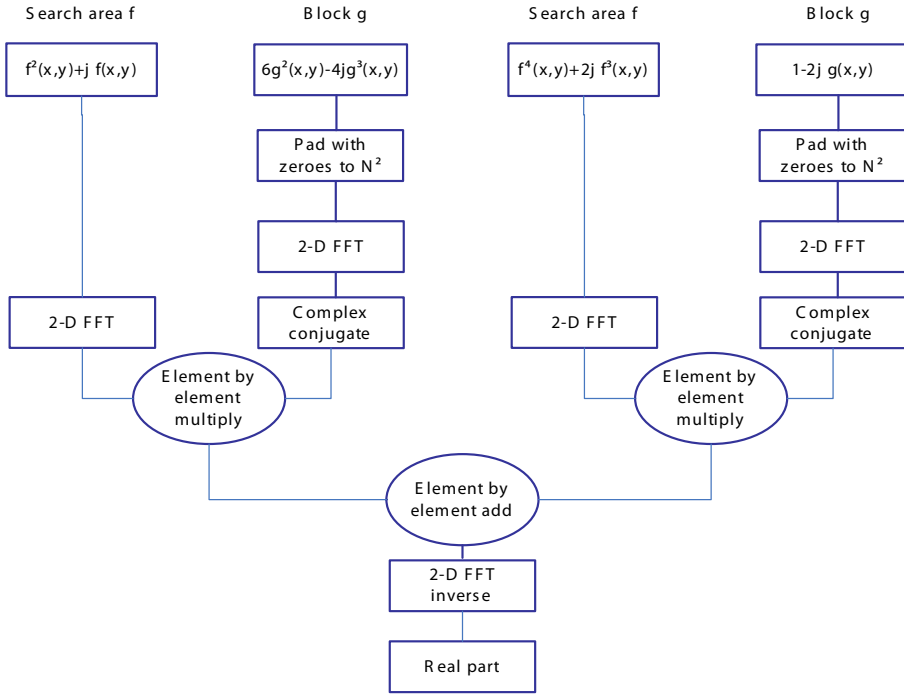 Search area f
Block g
Search area f
Block g
f²(x,y)+j f(x,y)
6g²(x,y)-4jg³(x,y)
f⁴(x,y)+2j f³(x,y)
1-2j g(x,y)
Pad with
zeroes to N²
Pad with
zeroes to N²
2-D FFT
2-D FFT
2-D FFT
Complex
conjugate
2-D FFT
Complex
conjugate
Element by
element
multiply
Element by
element
multiply
Element by
element add
2-D FFT
inverse
Real part